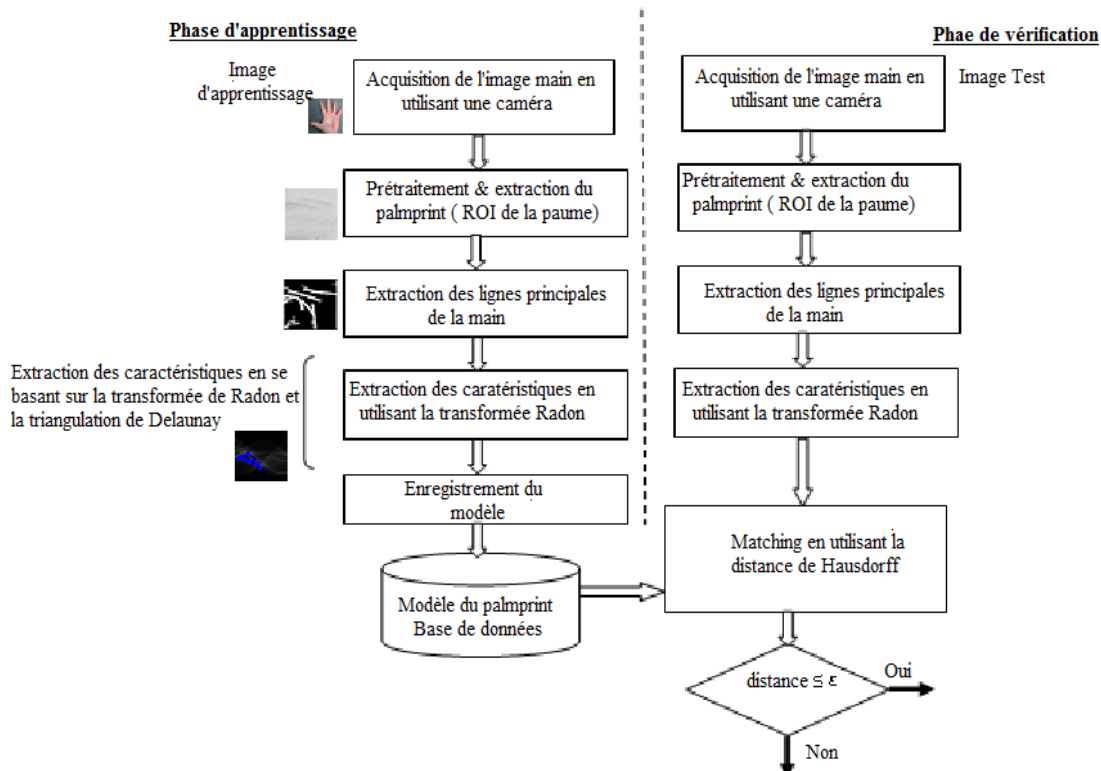 Phase d'apprentissage
Image
d'apprentissage
Acquisition de l'image main en
utilisant une caméra
Prétraitement & extraction du
palmprint ( ROI de la paume)
Extraction des lignes principales
de la main
Extraction des caractéristiques en se
basant sur la transformée de Radon et
la triangulation de Delaunay
Extraction des caratéristiques en
utilisant la transformée Radon
Enregistrement du
modèle
Modèle du palmprint
Base de données
Phae de vérification
Acquisition de l'image main en
utilisant une caméra
Image Test
Prétraitement & extraction du
palmprint ( ROI de la paume)
Extraction des lignes principales
de la main
Extraction des caratéristiques en
utilisant la transformée Radon
Matching en utilisant la
distance de Hausdorff
distance ≤ ε
Oui
Non